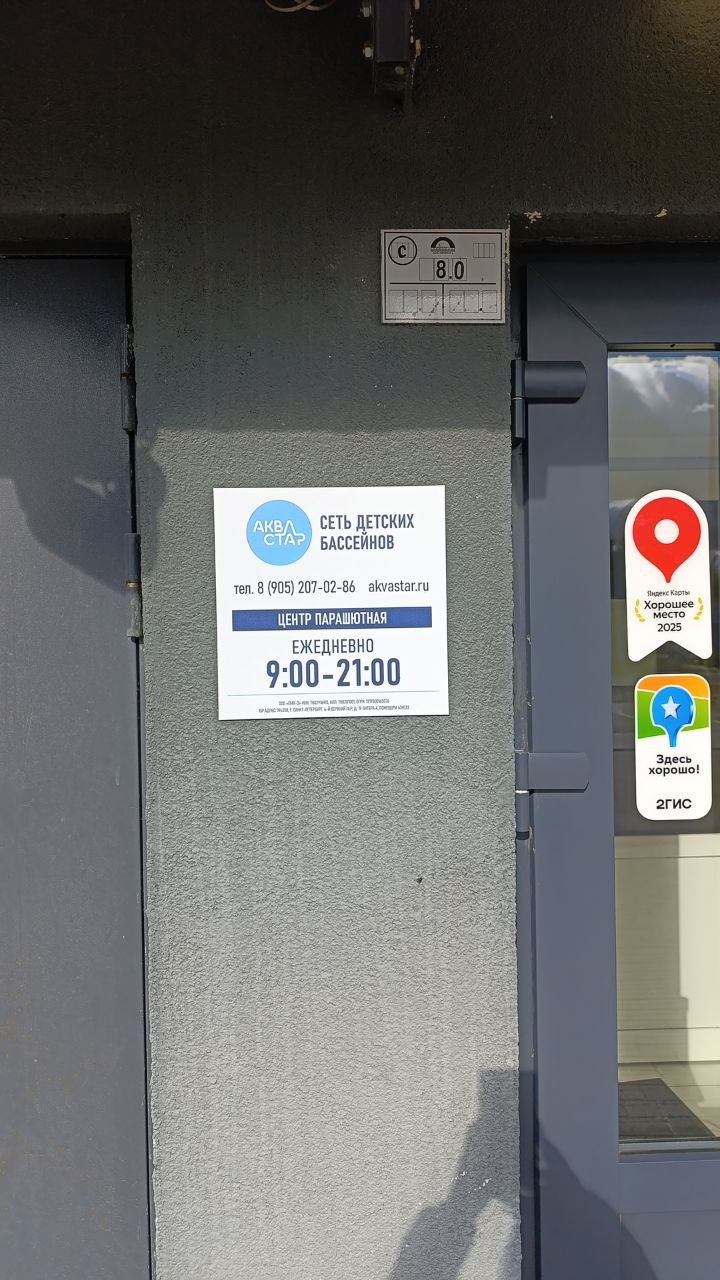 С
8.0
АКВА
СТАР
СЕТЬ ДЕТСКИХ
БАССЕЙНОВ
тел. 8 (905) 207-02-86 akvastar.ru
ЦЕНТР ПАРАШЮТНАЯ
ЕЖЕДНЕВНО
9:00-21:00
Яндекс Карты
Хорошее
место
2025
Здесь
хорошо!
2ГИС